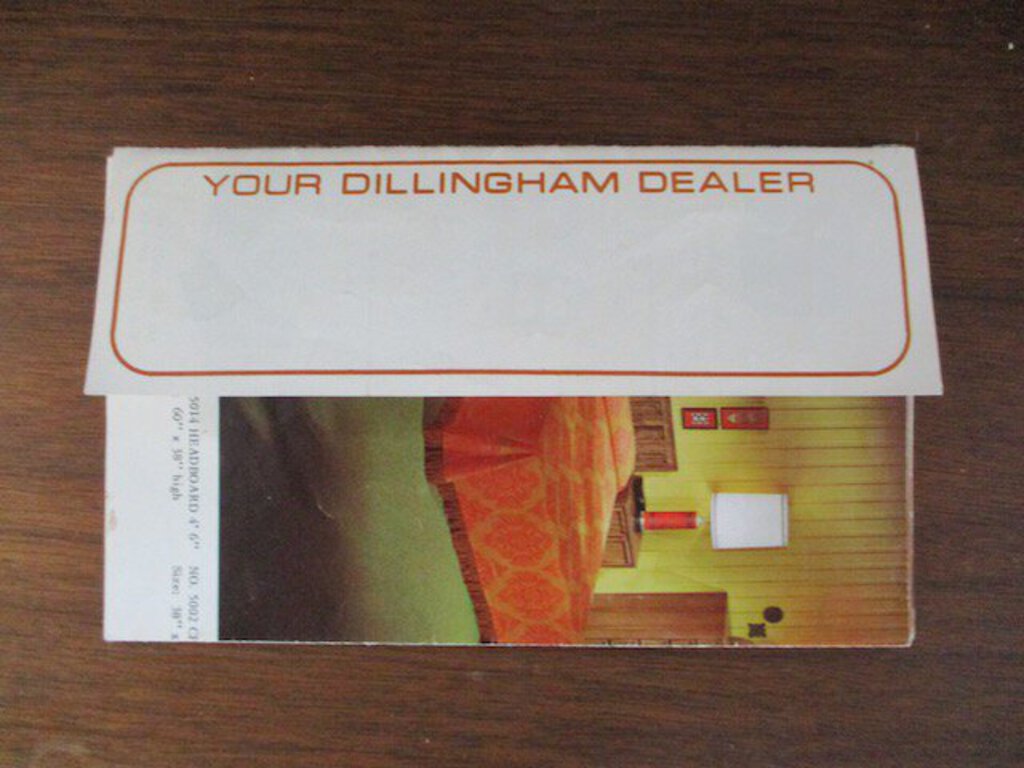 YOUR DILLINGHAM DEALER
5014 HEADBOARD 4' 6" NO. 5002
60" x 38" high Size: 38" x